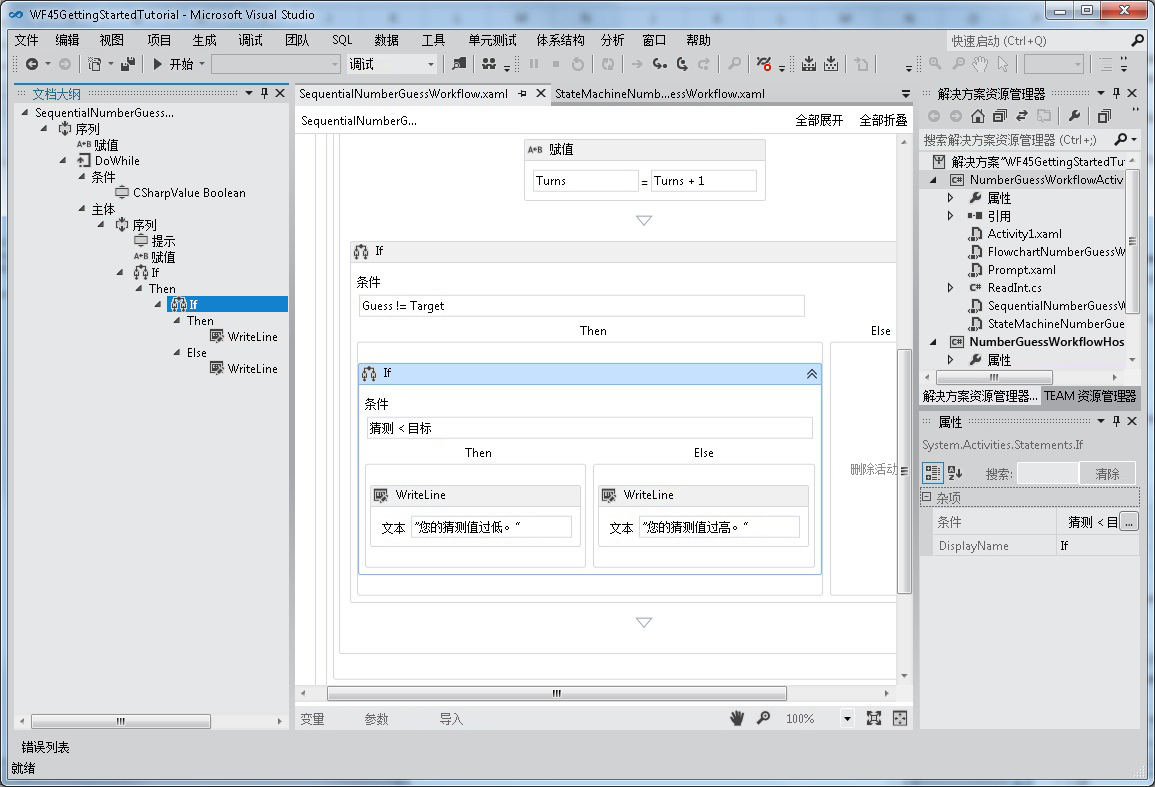 WF45GettingStartedTutorial - Microsoft Visual Studio
文件 编辑 视图 项目 生成 调试 团队 SQL 数据 工具 单元测试 体系结构 分析 窗口 帮助
快速启动 (Ctrl+Q)
开始 调试
文档大纲
SequentialNumberGuess...
序列
A+B 赋值
DoWhile
条件
CSharpValue Boolean
主体
序列
提示
A+B 赋值
If
Then
If
Then
WriteLine
Else
WriteLine
SequentialNumberGuessWorkflow.xaml
StateMachineNumb...essWorkflow.xaml
SequentialNumberG...
全部展开 全部折叠
A+B 赋值
Turns = Turns + 1
If
条件
Guess != Target
Then Else
If
条件
猜测 < 目标
Then Else
WriteLine
文本 "您的猜测值过低。"
WriteLine
文本 "您的猜测值过高。"
删除活动
变量 参数 导入 100%
解决方案资源管理器
搜索解决方案资源管理器 (Ctrl+;)
解决方案"WF45GettingStartedTu
C# NumberGuessWorkflowActiv
属性
引用
Activity1.xaml
FlowchartNumberGuessW
Prompt.xaml
C# ReadInt.cs
SequentialNumberGuessW
StateMachineNumberGue
C# NumberGuessWorkflowHos
属性
解决方案资源管理器... TEAM 资源管理器
属性
System.Activities.Statements.If
搜索: 清除
杂项
条件 猜测 < 目 ...
DisplayName If
错误列表
就绪